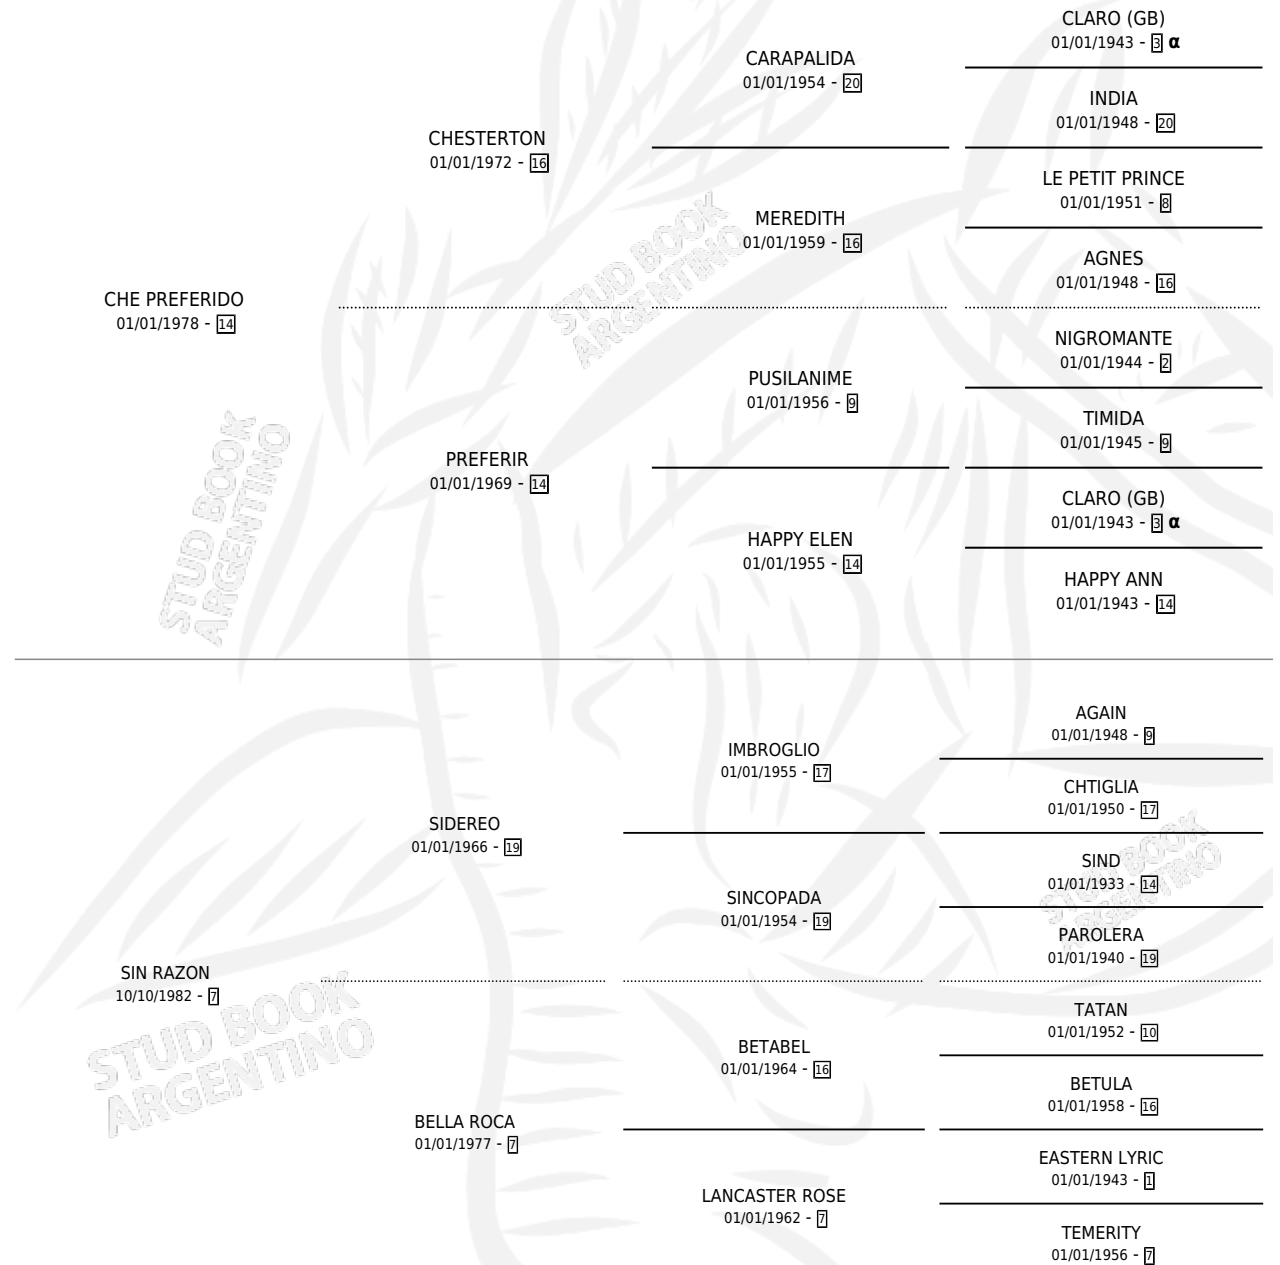 CLARO (GB)
01/01/1943 - 3 α
CARAPALIDA
01/01/1954 - 20
INDIA
01/01/1948 - 20
CHESTERTON
01/01/1972 - 16
LE PETIT PRINCE
01/01/1951 - 8
MEREDITH
01/01/1959 - 16
AGNES
01/01/1948 - 16
CHE PREFERIDO
01/01/1978 - 14
NIGROMANTE
01/01/1944 - 2
PUSILANIME
01/01/1956 - 9
TIMIDA
01/01/1945 - 9
PREFERIR
01/01/1969 - 14
CLARO (GB)
01/01/1943 - 3 α
HAPPY ELEN
01/01/1955 - 14
HAPPY ANN
01/01/1943 - 14
AGAIN
01/01/1948 - 9
IMBROGLIO
01/01/1955 - 17
CHTIGLIA
01/01/1950 - 17
SIDEREO
01/01/1966 - 19
SIND
01/01/1933 - 14
SINCOPADA
01/01/1954 - 19
PAROLERA
01/01/1940 - 19
SIN RAZON
10/10/1982 - 7
TATAN
01/01/1952 - 10
BETABEL
01/01/1964 - 16
BETULA
01/01/1958 - 16
BELLA ROCA
01/01/1977 - 7
EASTERN LYRIC
01/01/1943 - 1
LANCASTER ROSE
01/01/1962 - 7
TEMERITY
01/01/1956 - 7
STUD BOOK
ARGENTINO
STUD BOOK
ARGENTINO
STUD BOOK
ARGENTINO
STUD BOOK
ARGENTINO